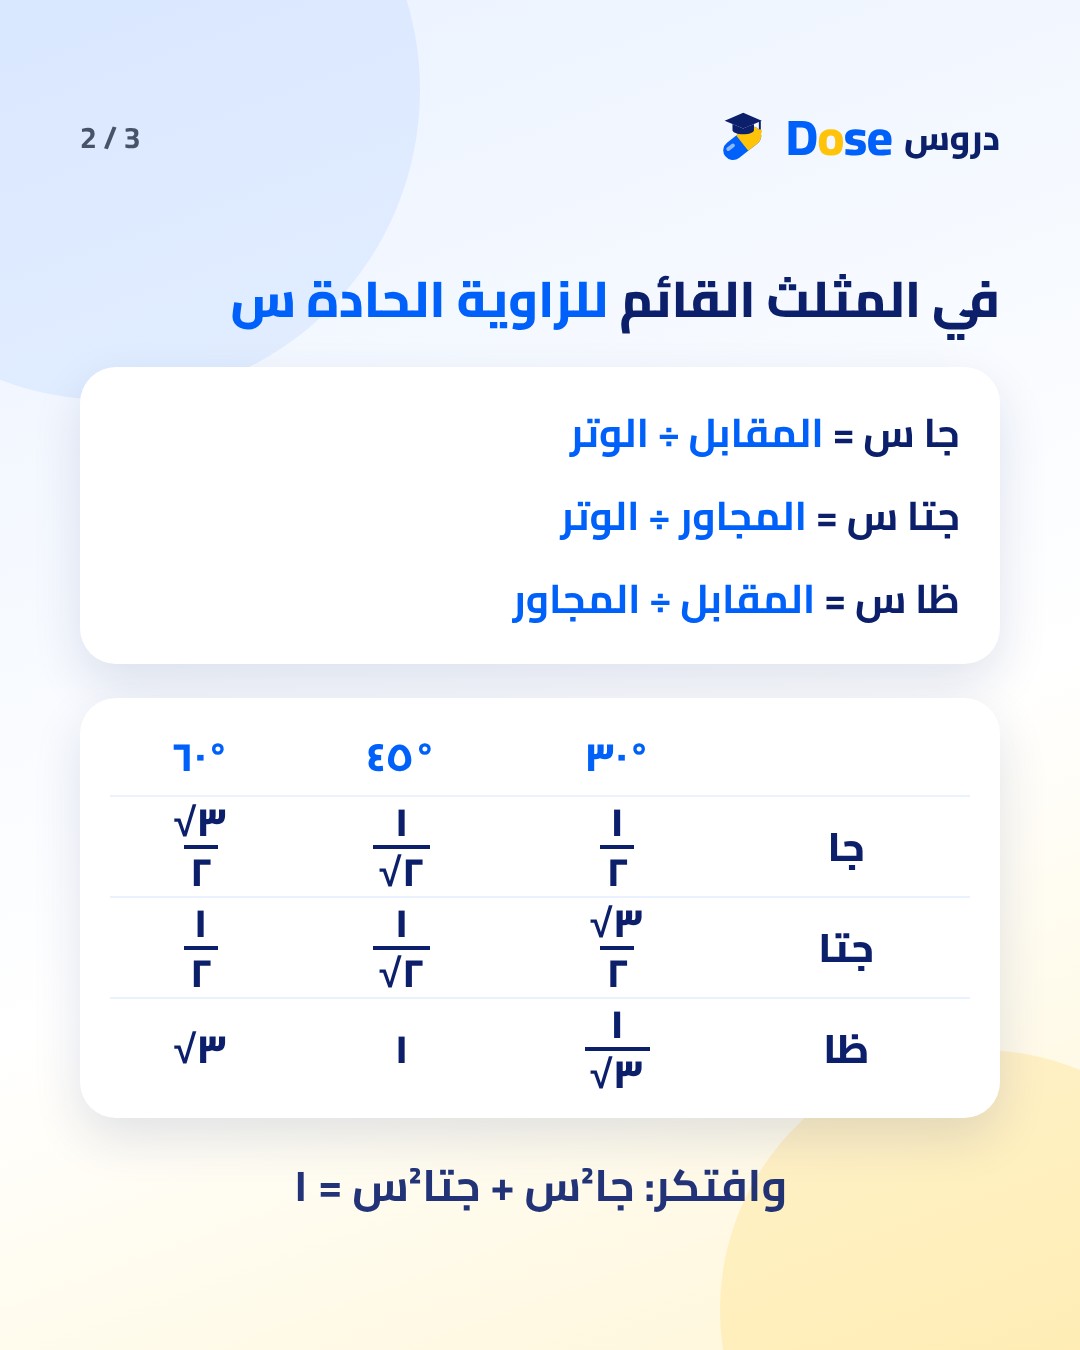 دروس Dose
2 / 3
في المثلث القائم للزاوية الحادة س
جا س = المقابل ÷ الوتر
جتا س = المجاور ÷ الوتر
ظا س = المقابل ÷ المجاور
٣٠° ٤٥° ٦٠°
جا ١/٢ ١/√٢ √٣/٢
جتا √٣/٢ ١/√٢ ١/٢
ظا ١/√٣ ١ √٣
وافتكر: جا²س + جتا²س = ١